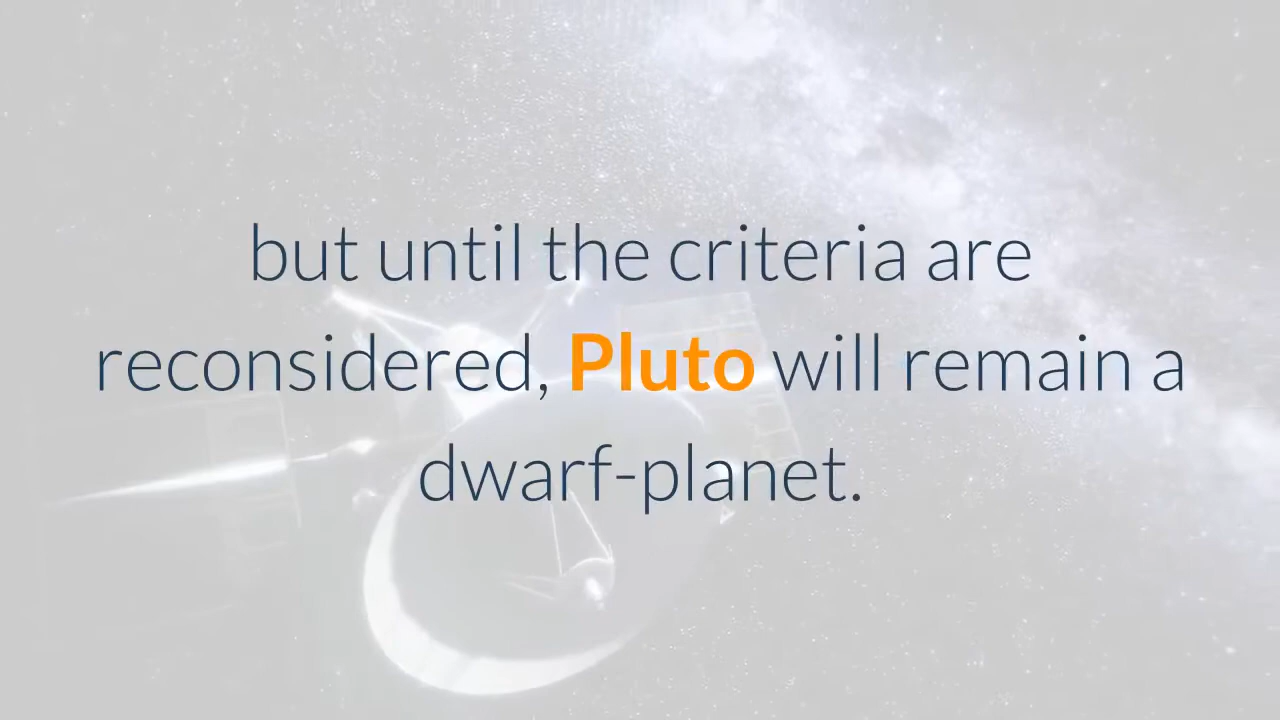 but until the criteria are
reconsidered, Pluto will remain a
dwarf-planet.